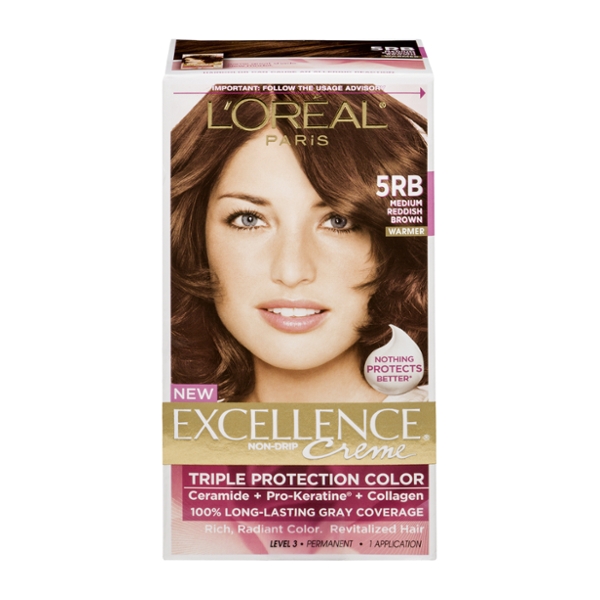 5RB
IMPORTANT: FOLLOW THE USAGE ADVISORY
L'ORÉAL®
PARIS
5RB
MEDIUM
REDDISH
BROWN
WARMER
NOTHING
PROTECTS
BETTER*
NEW
EXCELLENCE®
NON-DRIP Creme
TRIPLE PROTECTION COLOR
Ceramide + Pro-Keratine® + Collagen
100% LONG-LASTING GRAY COVERAGE
Rich, Radiant Color. Revitalized Hair
LEVEL 3 • PERMANENT • 1 APPLICATION